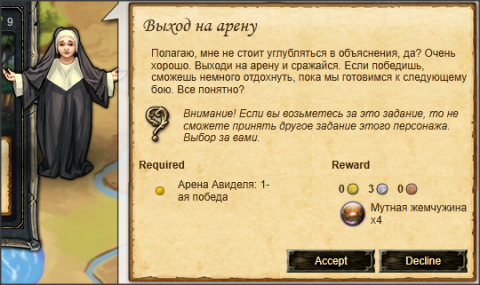 9
Выход на арену
Полагаю, мне не стоит углубляться в объяснения, да? Очень
хорошо. Выходи на арену и сражайся. Если победишь,
сможешь немного отдохнуть, пока мы готовимся к следующему
бою. Все понятно?
Внимание! Если вы возьметесь за это задание, то не
сможете принять другое задание этого персонажа.
Выбор за вами.
Required
Reward
Арена Авиделя: 1-
ая победа
0 3 0
Мутная жемчужина
x4
Accept
Decline